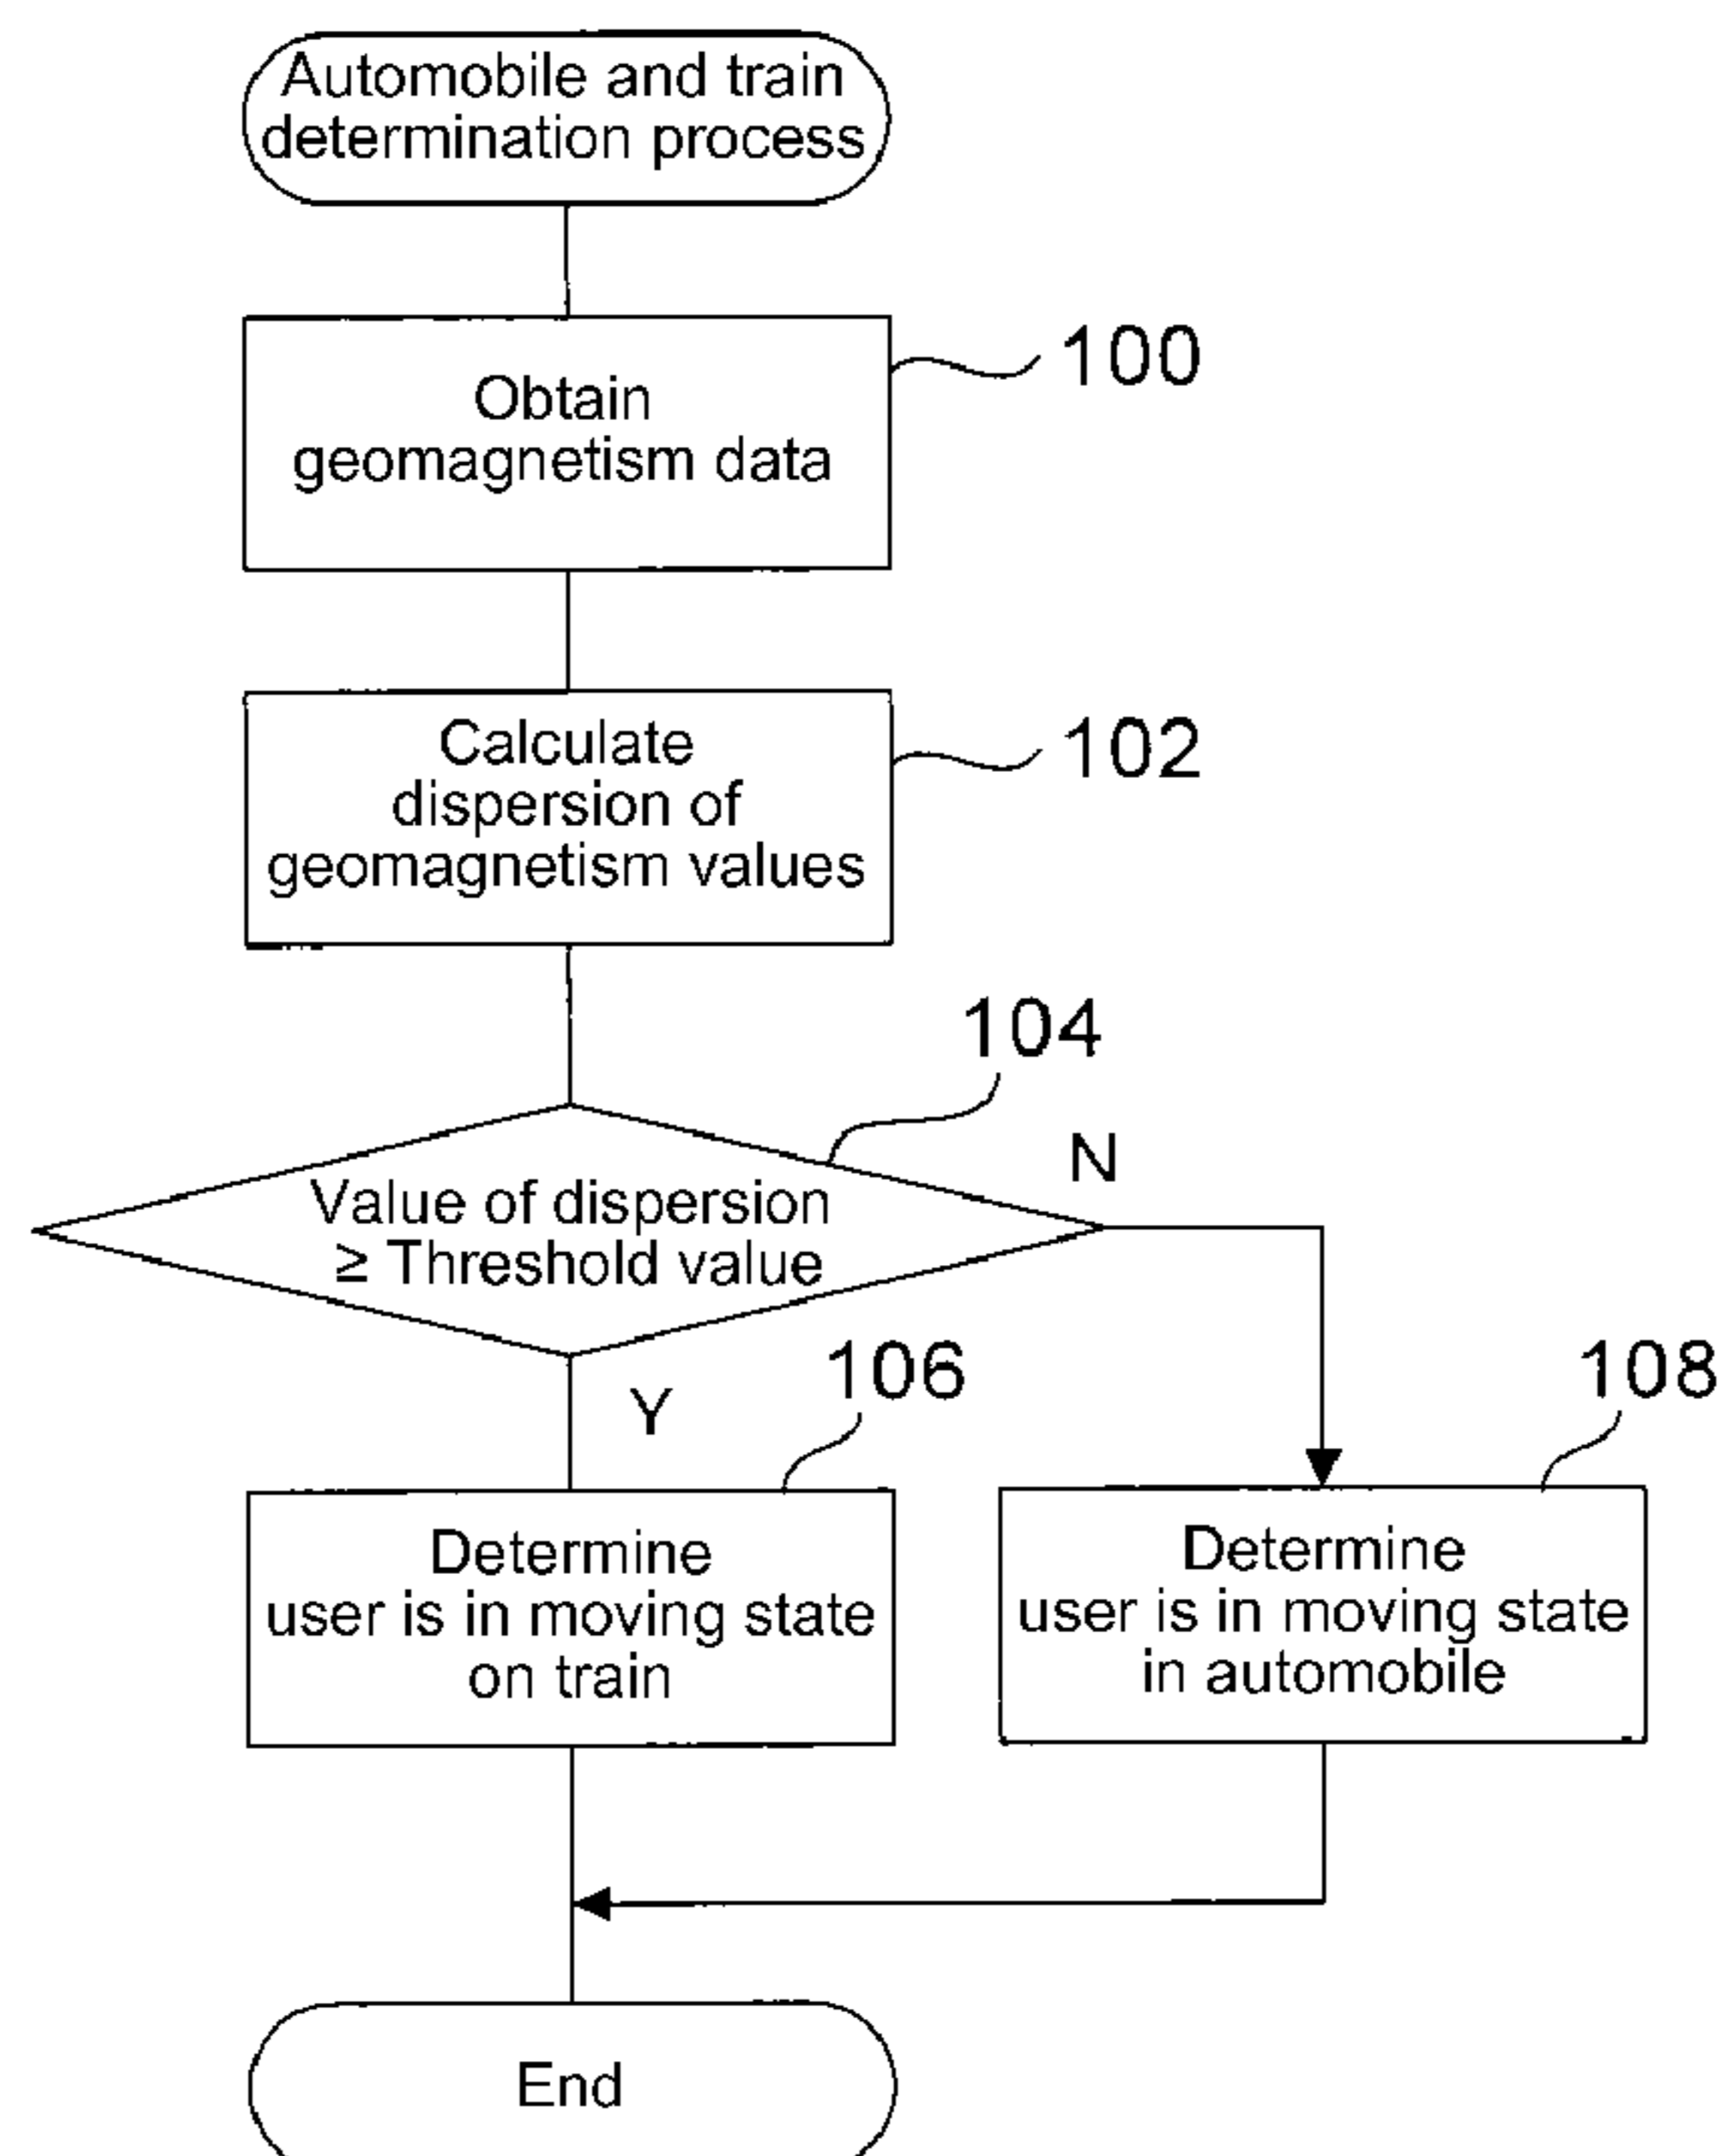 Automobile and train
determination process
Obtain
geomagnetism data
100
Calculate
dispersion of
geomagnetism values
102
104
Value of dispersion
≥ Threshold value
N
Y
106
Determine
user is in moving state
on train
108
Determine
user is in moving state
in automobile
End